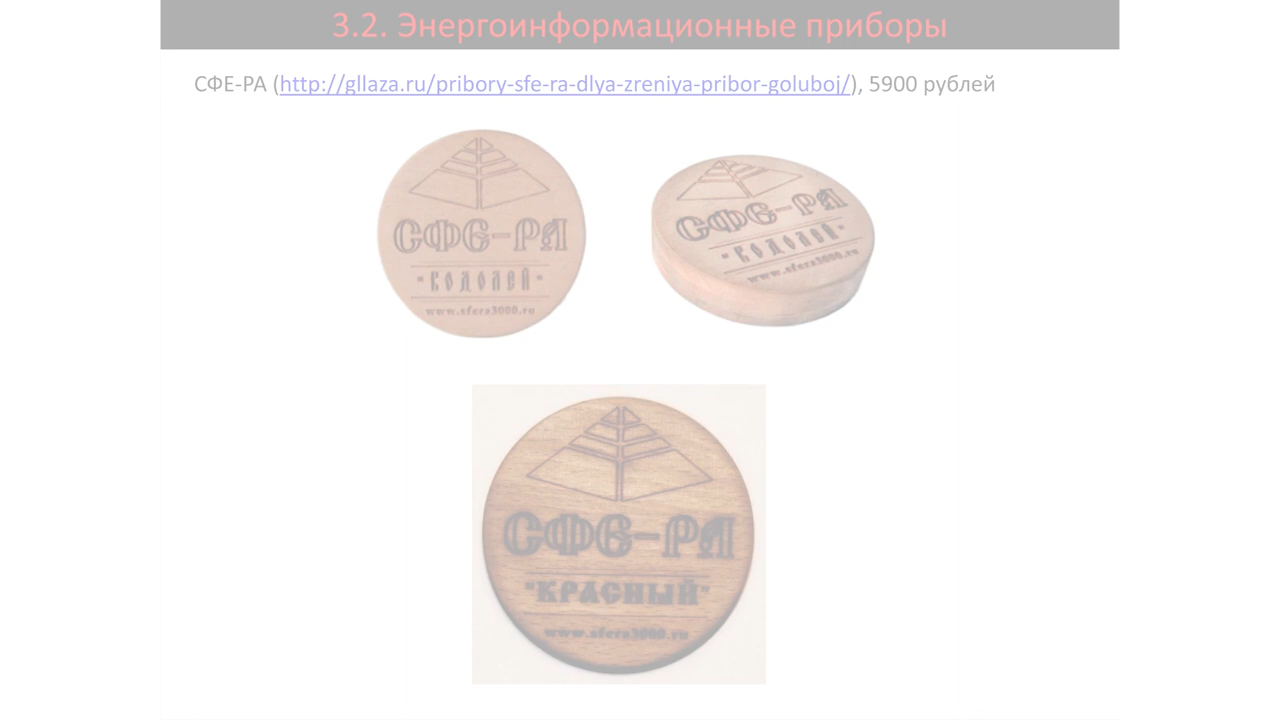 3.2. Энергоинформационные приборы
СФЕ-РА (http://gllaza.ru/pribory-sfe-ra-dlya-zreniya-pribor-goluboj/), 5900 рублей
СФЕ-РА
"ВОДОЛЕЙ"
www.sfera3000.ru
СФЕ-РА
"ВОДОЛЕЙ"
www.sfera3000.ru
СФЕ-РА
"КРАСНЫЙ"
www.sfera3000.ru